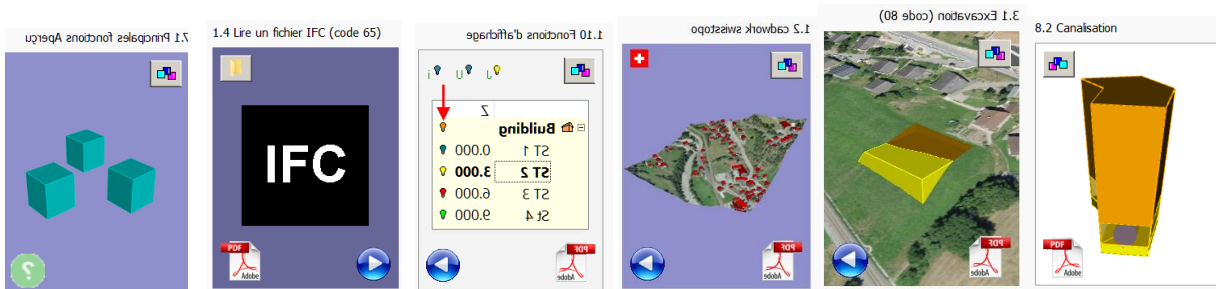 7.1 Principales fonctions Aperçu
?
1.4 Lire un fichier IFC (code 65)
IFC
PDF
Adobe
1.10 Fonctions d'affichage
J U i
Z
Building
ST 1 0.000
ST 2 3.000
ST 3 6.000
St 4 9.000
PDF
Adobe
1.2 cadwork swisstopo
PDF
Adobe
3.1 Excavation (code 80)
PDF
Adobe
8.2 Canalisation
PDF
Adobe